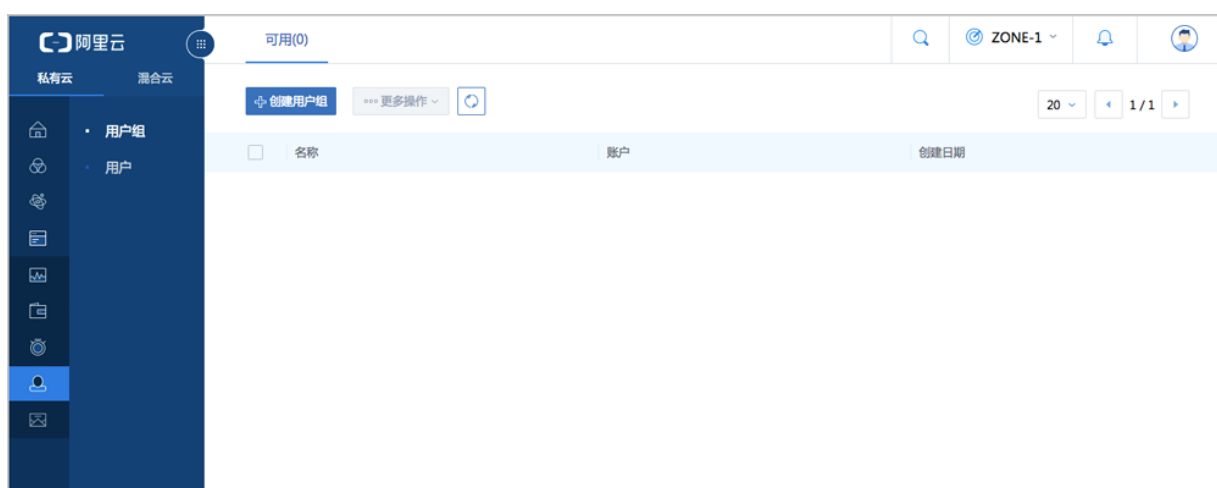 阿里云
可用(0)
ZONE-1
私有云
混合云
创建用户组
更多操作
20
1 / 1
用户组
用户
名称
账户
创建日期